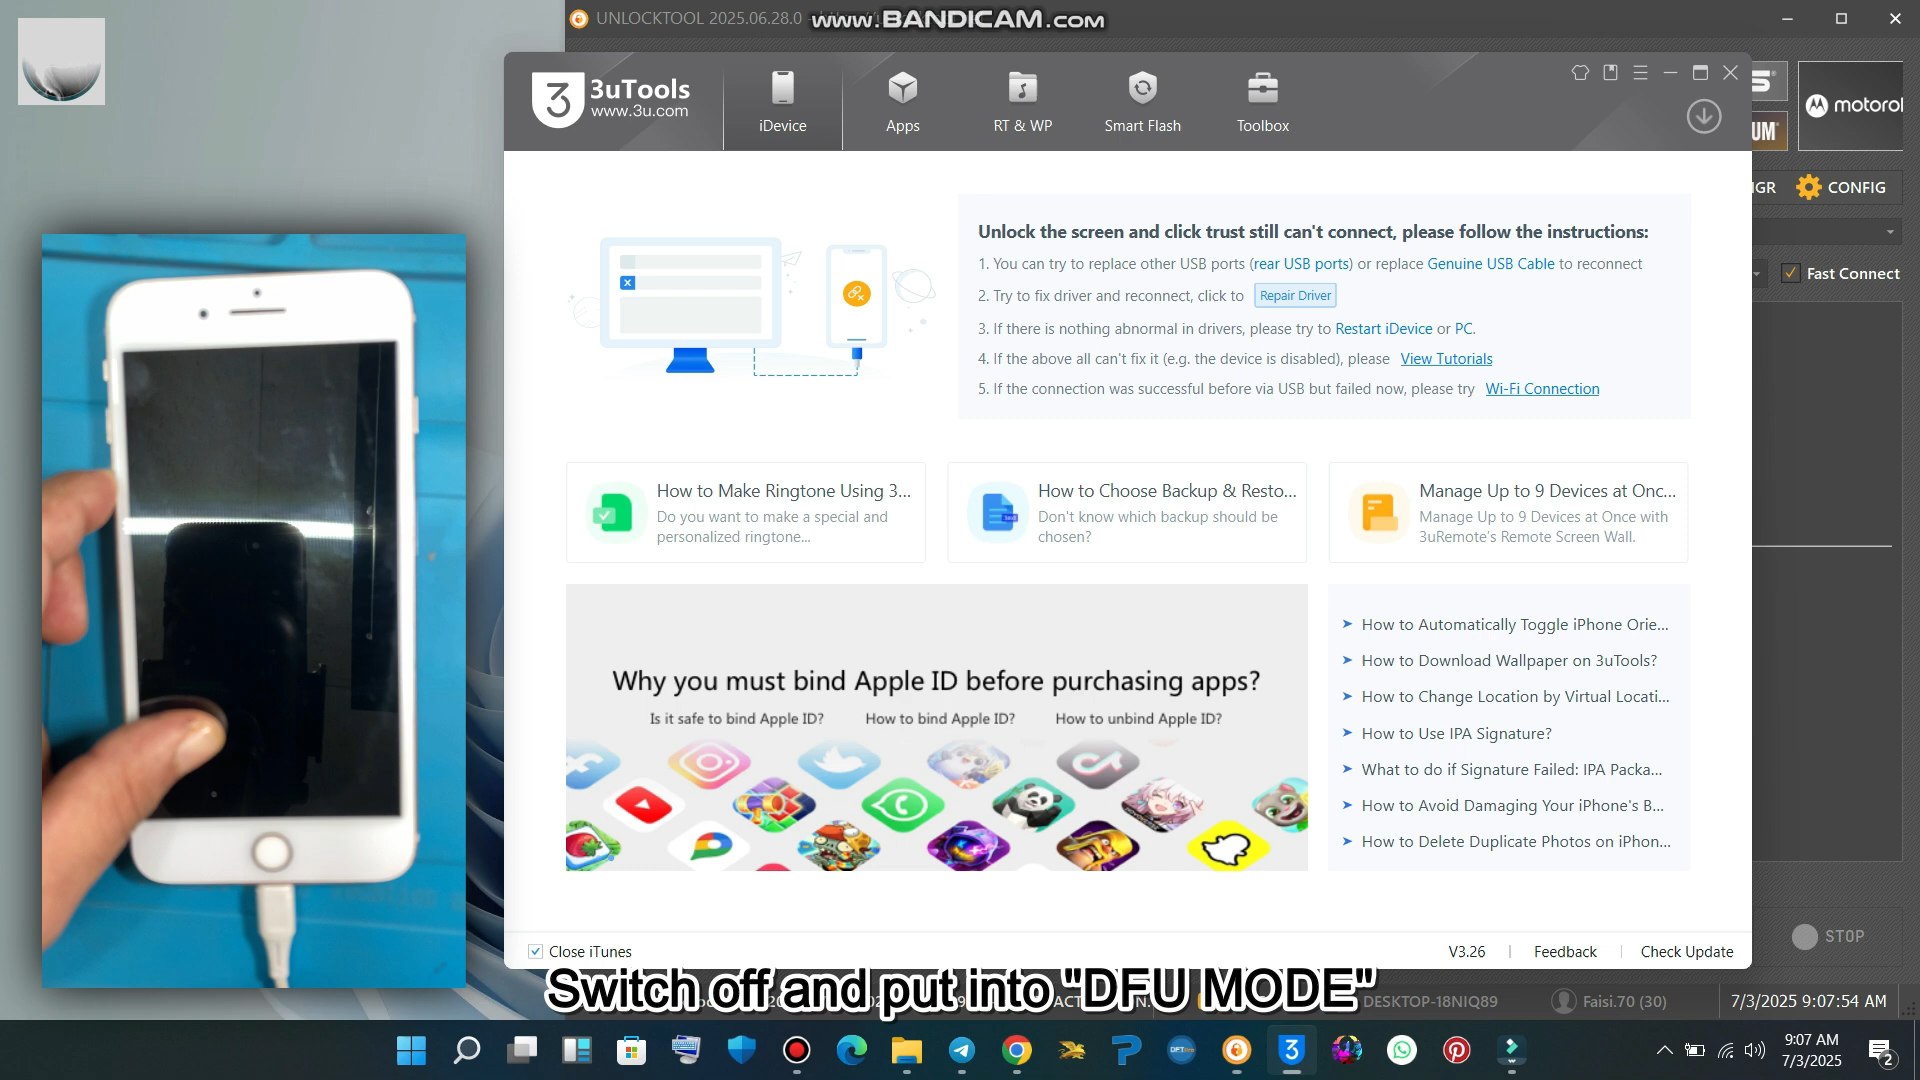 UNLOCKTOOL 2025.06.28.0
www.BANDICAM.com
3uTools
www.3u.com
iDevice
Apps
RT & WP
Smart Flash
Toolbox
motorol
UM
IGR
CONFIG
Fast Connect
Unlock the screen and click trust still can't connect, please follow the instructions:
1. You can try to replace other USB ports (rear USB ports) or replace Genuine USB Cable to reconnect
2. Try to fix driver and reconnect, click to Repair Driver
3. If there is nothing abnormal in drivers, please try to Restart iDevice or PC.
4. If the above all can't fix it (e.g. the device is disabled), please View Tutorials
5. If the connection was successful before via USB but failed now, please try Wi-Fi Connection
How to Make Ringtone Using 3...
Do you want to make a special and
personalized ringtone...
How to Choose Backup & Resto...
Don't know which backup should be
chosen?
Manage Up to 9 Devices at Onc...
Manage Up to 9 Devices at Once with
3uRemote's Remote Screen Wall.
Why you must bind Apple ID before purchasing apps?
Is it safe to bind Apple ID?
How to bind Apple ID?
How to unbind Apple ID?
How to Automatically Toggle iPhone Orie...
How to Download Wallpaper on 3uTools?
How to Change Location by Virtual Locati...
How to Use IPA Signature?
What to do if Signature Failed: IPA Packa...
How to Avoid Damaging Your iPhone's B...
How to Delete Duplicate Photos on iPhon...
STOP
Close iTunes
V3.26
Feedback
Check Update
Switch off and put into "DFU MODE"
DESKTOP-18NIQ89
Faisi.70 (30)
7/3/2025 9:07:54 AM
9:07 AM
7/3/2025
2